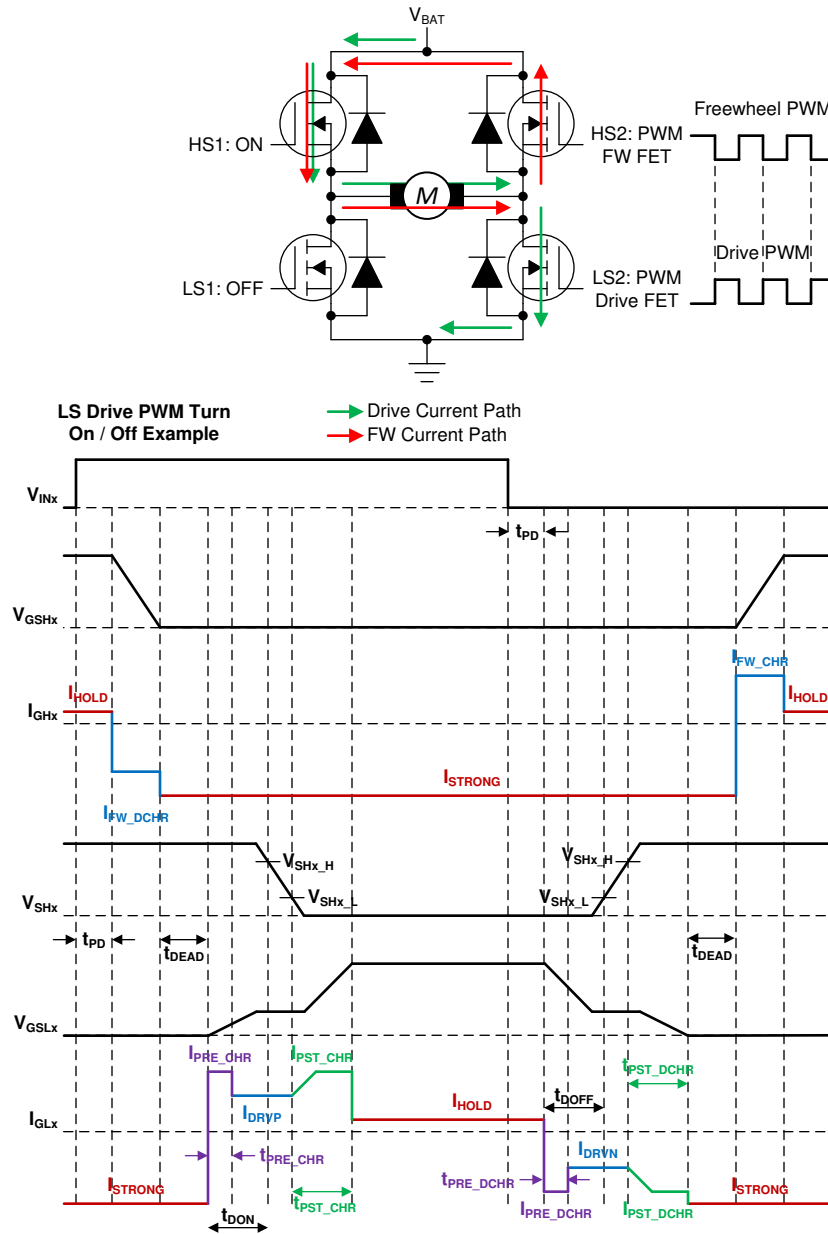 VBAT
Freewheel PWM
HS1: ON
HS2: PWM
FW FET
M
Drive PWM
LS1: OFF
LS2: PWM
Drive FET
LS Drive PWM Turn
On / Off Example
Drive Current Path
FW Current Path
VINx
tPD
VGSHx
IFW_CHR
IHOLD
IHOLD
IGHx
ISTRONG
IFW_DCHR
VSHx_H
VSHx_H
VSHx_L
VSHx_L
VSHx
tPD
tDEAD
tDEAD
VGSLx
IPRE_CHR
IPST_CHR
tPST_DCHR
IDRVP
IHOLD
tDOFF
IGLx
tPRE_CHR
IDRVN
tPRE_DCHR
ISTRONG
tPST_CHR
IPRE_DCHR
IPST_DCHR
ISTRONG
tDON